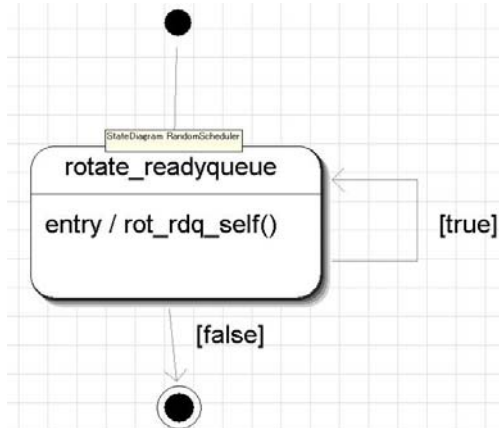 StateDiagram RandomScheduler
rotate_readyqueue
entry / rot_rdq_self()
[true]
[false]